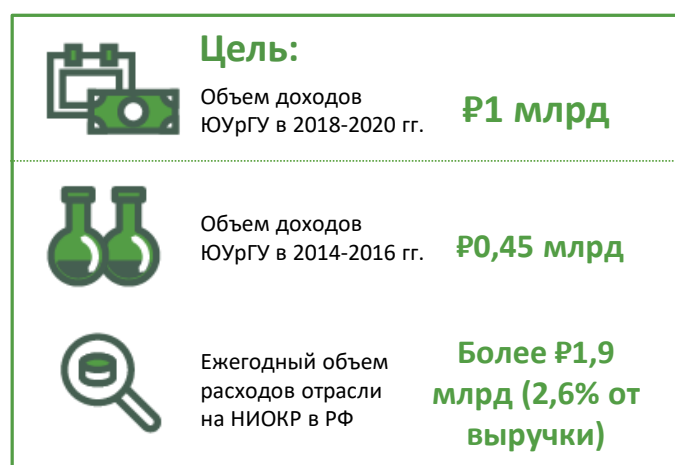 Цель:
Объем доходов
ЮУрГУ в 2018-2020 гг.
₽1 млрд
Объем доходов
ЮУрГУ в 2014-2016 гг.
₽0,45 млрд
Ежегодный объем
расходов отрасли
на НИОКР в РФ
Более ₽1,9
млрд (2,6% от
выручки)